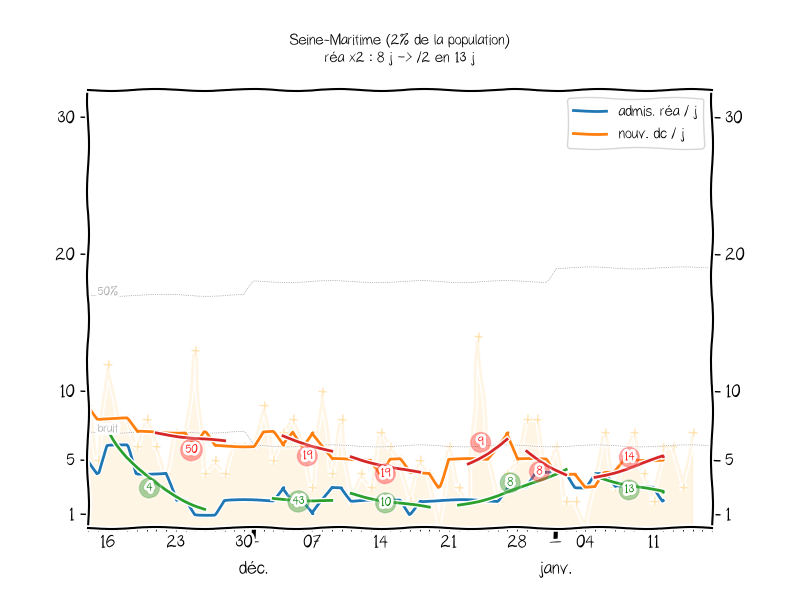 Seine-Maritime (2% de la population)
réa x2 : 8 j -> /2 en 13 j
admis. réa / j
nouv. dc / j
30 30
20 20
50%
10 10
bruit
9
50 19 19 8 14
5 5
4 43 10 8 13
1 1
16 23 30 07 14 21 28 04 11
déc. janv.